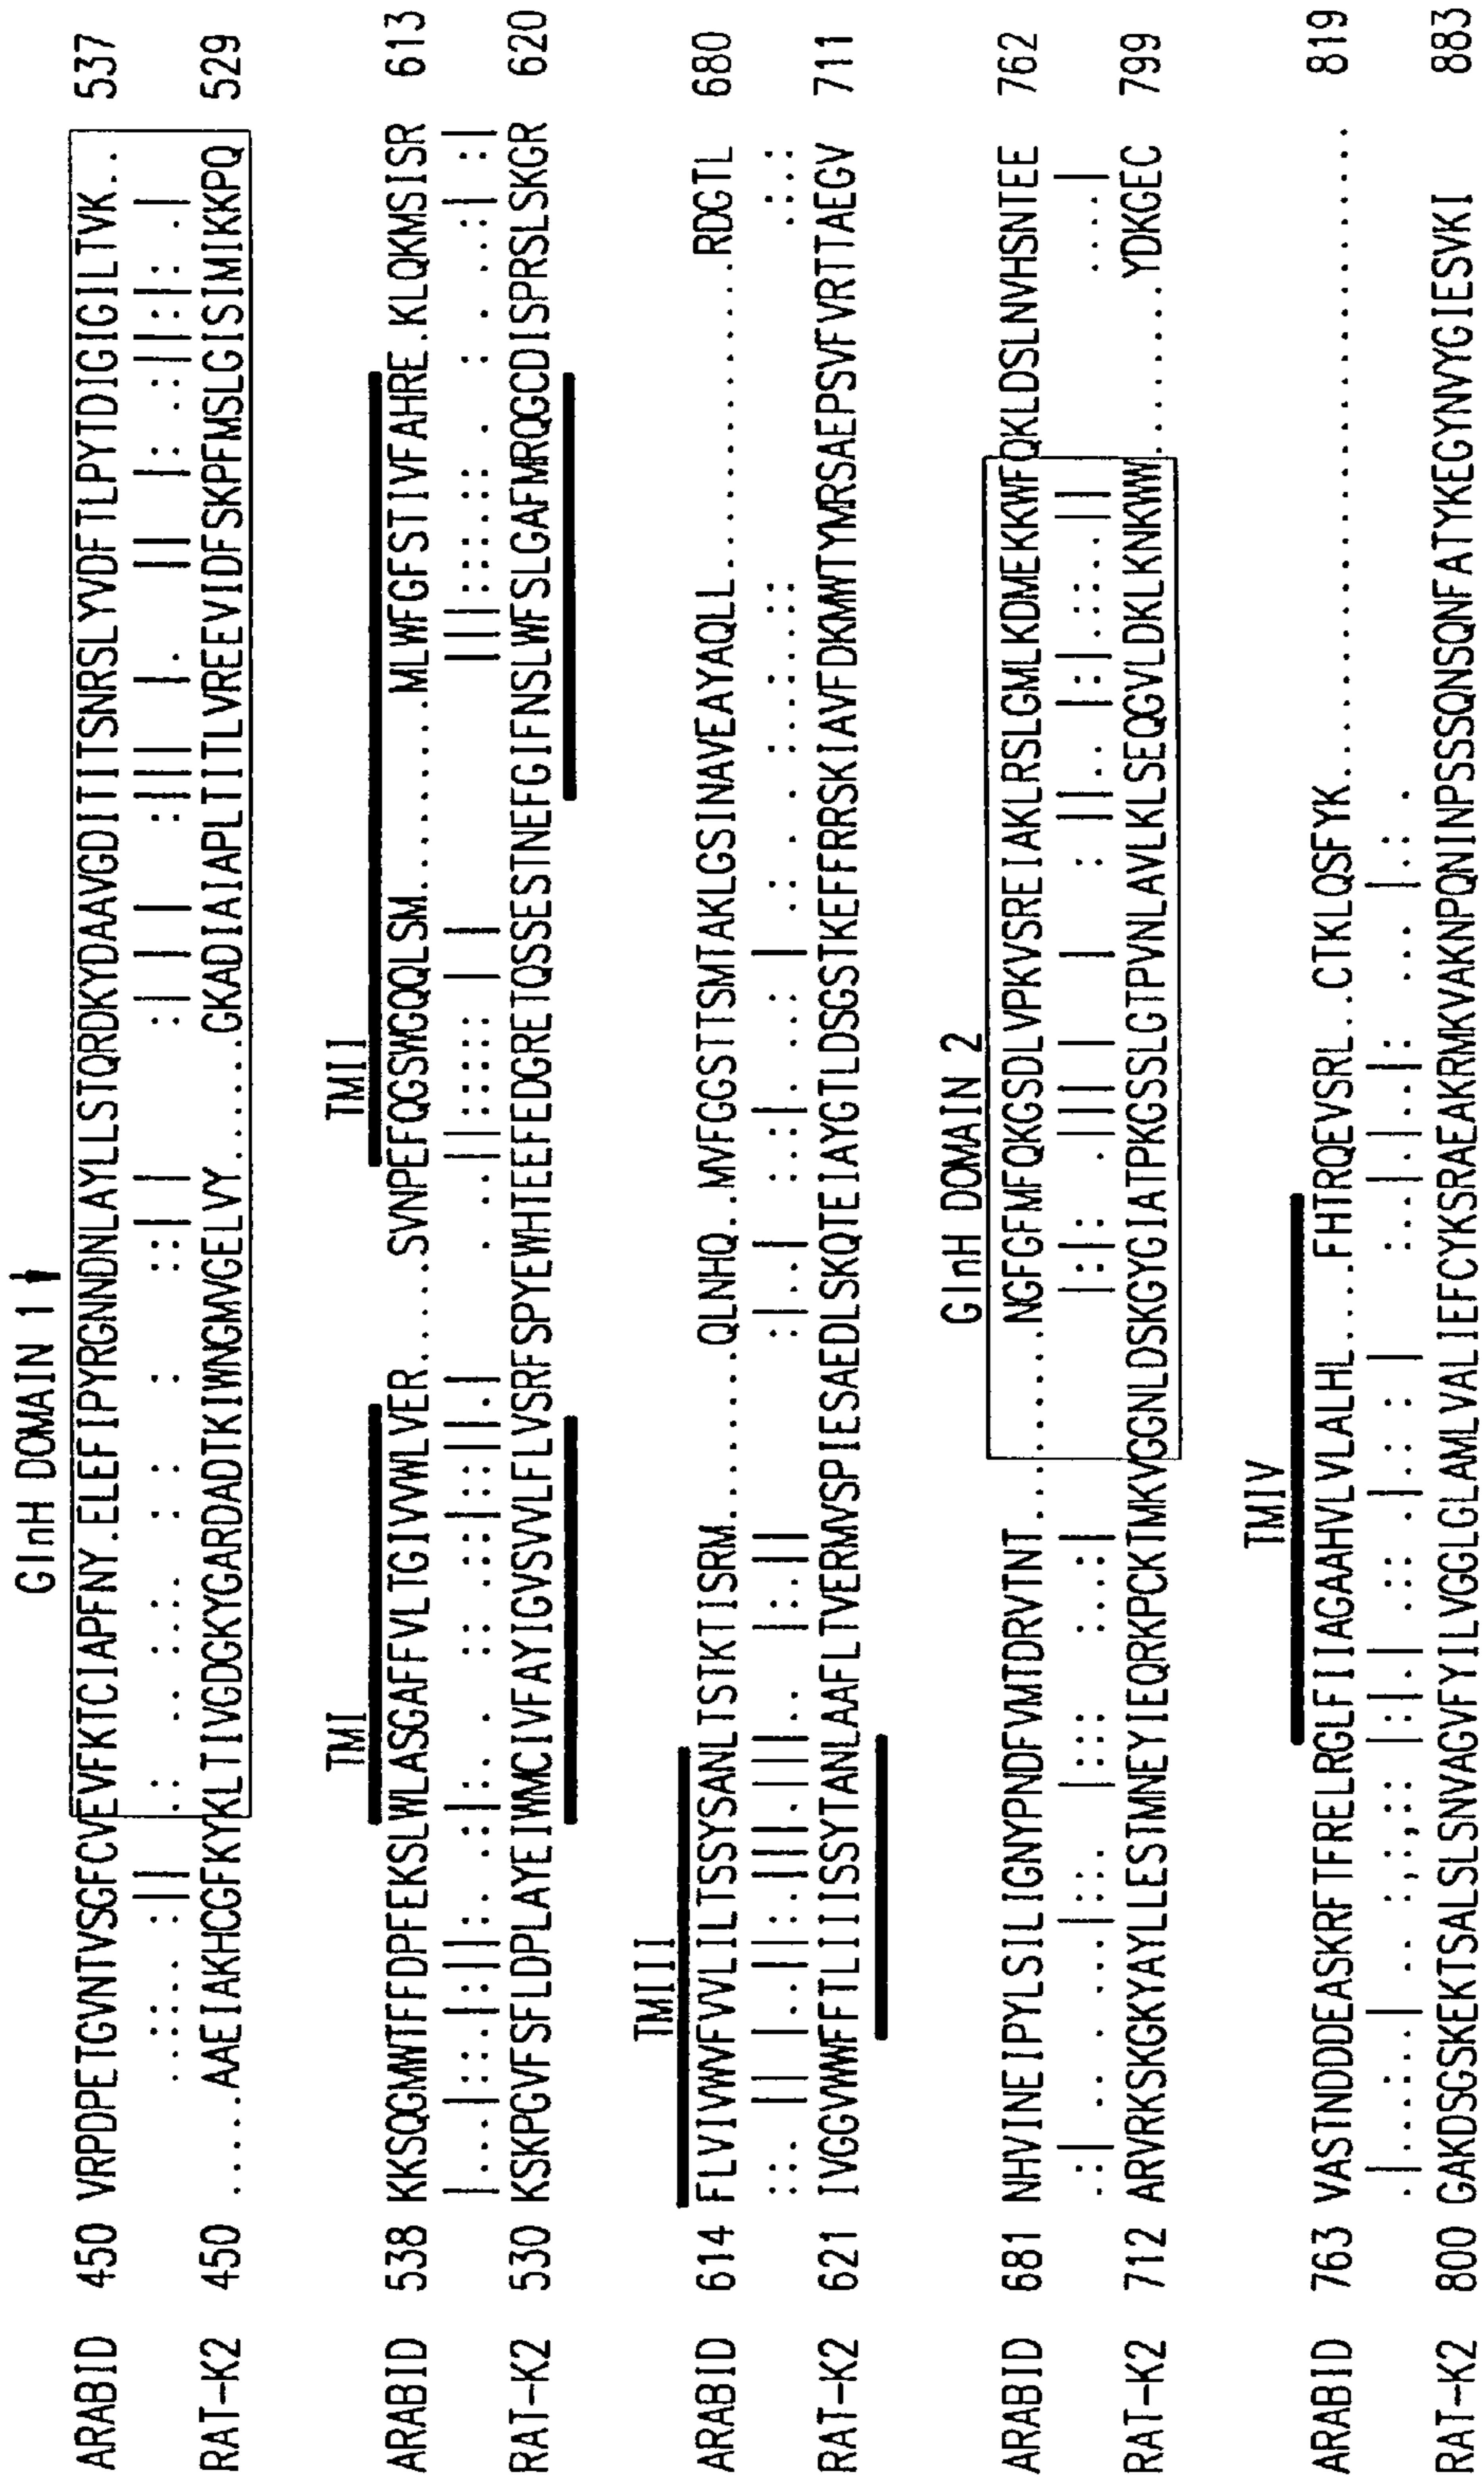 GlnH DOMAIN 1
ARABID 450 VRPDPETGVNTVSGFCVEVFKTCIAPFNY.ELEFIPYRGNNDNLAYLLSTQRDKYDAAVGDITITSNRSLYVDFTLPYTDIGIGILTVK.. 537
RAT-K2 450 .....AAEIAKHCGFKYKLTIVGDGKYGARDADTKIWNGMVGELVY......GKADIAIAPLTITLVREEVIDFSKPFMSLGISIMIKKPQ 529
TMI TMII
ARABID 538 KKSQGMWTFFDPFEKSLWLASGAFFVLTGIVVWLVER.....SVNPEFQGSWGQQLSM.........MLWFGFSTIVFAHRE.KLQKMSISR 613
RAT-K2 530 KSKPGVFSFLDPLAYEIWMCIVFAYIGVSVVLFLVSRFSPYEWHTEEFEDGRETQSSESTNEFGIFNSLWFSLGAFMRQGCDISPRSLSKGR 620
TMIII
ARABID 614 FLVIVWVFVVLILTSSYSANLTSTKTISRM........QLNHQ..MVFGGSTTSMTAKLGSINAVEAYAQLL..............RDGTL 680
RAT-K2 621 IVGGVWWFFTLIIISSYTANLAAFLTVERMVSPIESAEDLSKQTEIAYGTLDSGSTKEFFRRSKIAVFDKMWTYMRSAEPSVFVRTTAEGV 711
GlnH DOMAIN 2
ARABID 681 NHVINEIPYLSILIGNYPNDFVMTDRVTNT.........NGFGFMFQKGSDLVPKVSREIAKLRSLGMLKDMEKKWFQKLDSLNVHSNTEE 762
RAT-K2 712 ARVRKSKGKYAYLLESTMNEYIEQRKPCKTMKVGGNLDSKGYGIATPKGSSLGTPVNLAVLKLSEQGVLDKLKNKWW........YDKGEC 799
TMIV
ARABID 763 VASTNDDDEASKRFTFRELRGLFIIAGAAHVLVLALHL....FHTRQEVSRL..CTKLQSFYK............................. 819
RAT-K2 800 GAKDSGSKEKTSALSLSNVAGVFYILVGGLGLAMLVALIEFCYKSRAEAKRMKVAKNPQNINPSSSQNSQNFATYKEGYNVYGIESVKI 883